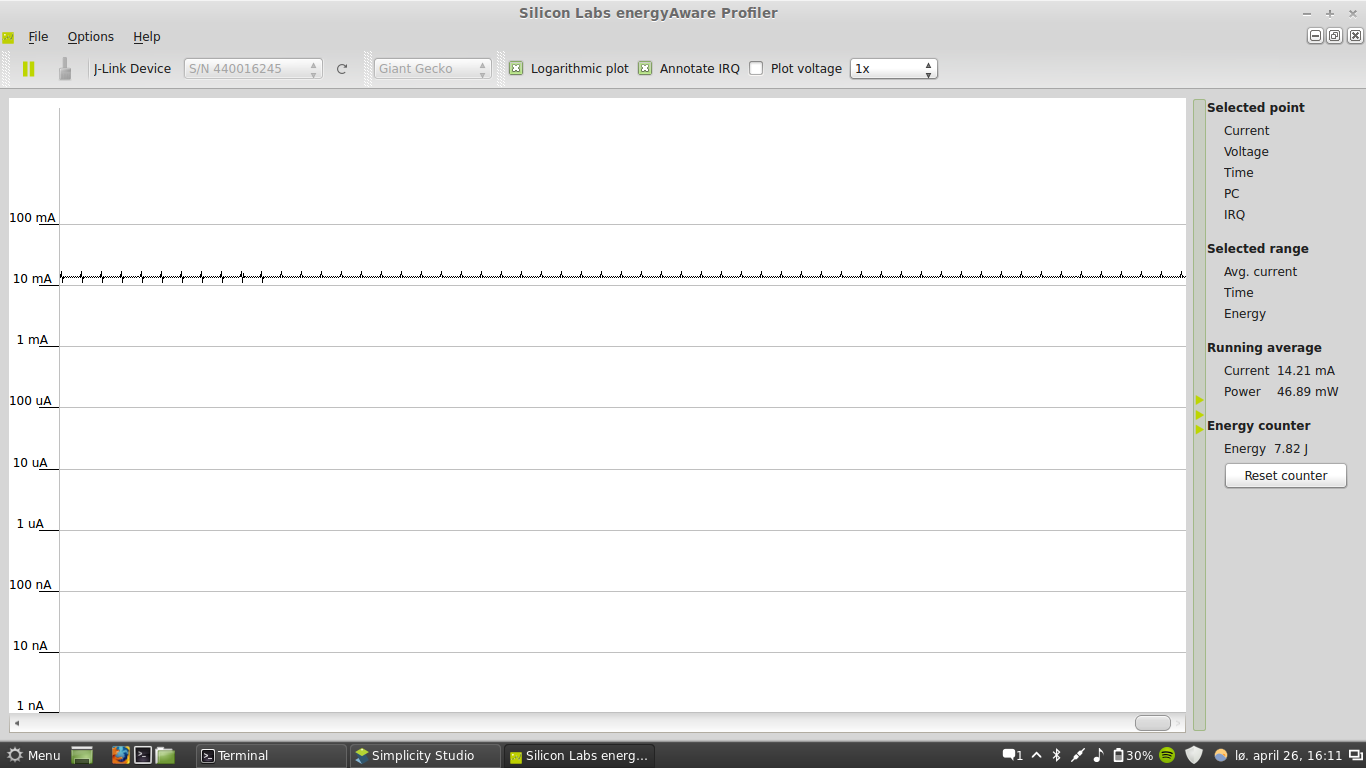 Silicon Labs energyAware Profiler
File Options Help
J-Link Device S/N 440016245 Giant Gecko Logarithmic plot Annotate IRQ Plot voltage 1x
100 mA
10 mA
1 mA
100 uA
10 uA
1 uA
100 nA
10 nA
1 nA
Selected point
Current
Voltage
Time
PC
IRQ
Selected range
Avg. current
Time
Energy
Running average
Current 14.21 mA
Power 46.89 mW
Energy counter
Energy 7.82 J
Reset counter
Menu Terminal Simplicity Studio Silicon Labs energ... 1 30% lø. april 26, 16:11